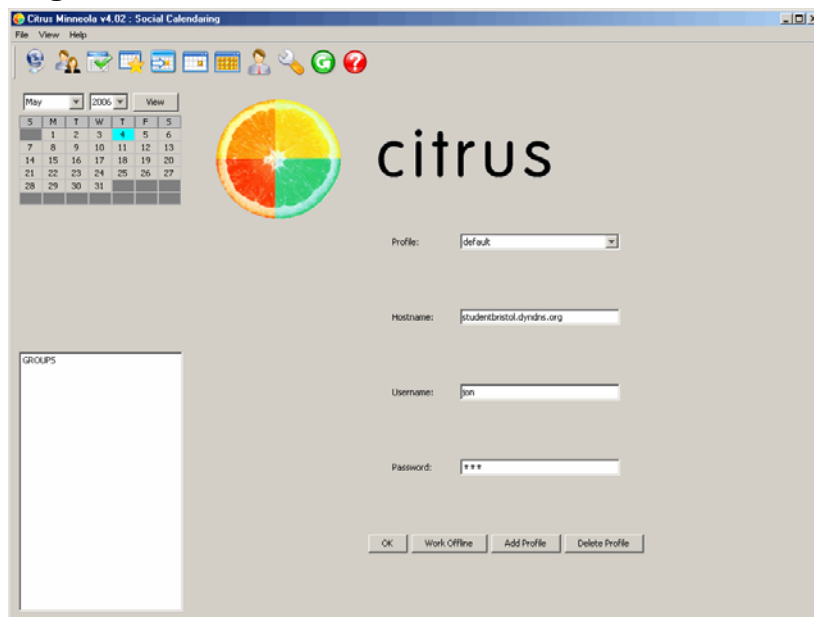 Citrus Minneola v4.02 : Social Calendaring
File View Help
G ?
May 2006 View
S M T W T F S
1 2 3 4 5 6
7 8 9 10 11 12 13
14 15 16 17 18 19 20
21 22 23 24 25 26 27
28 29 30 31
citrus
Profile: default
Hostname: studentbristol.dyndns.org
GROUPS
Username: jon
Password: ***
OK Work Offline Add Profile Delete Profile